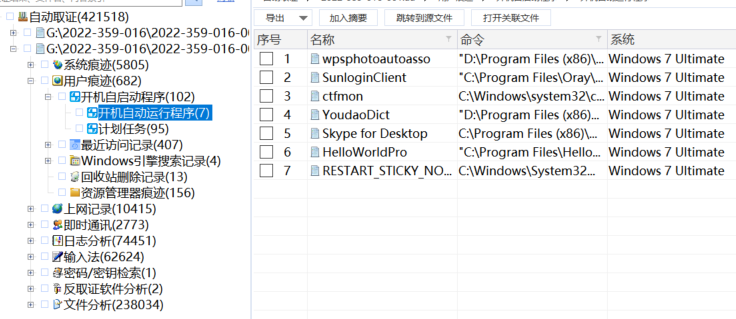 导出
加入摘要
跳转到源文件
打开关联文件
自动取证(421518)
G:\2022-359-016\2022-359-016-0
G:\2022-359-016\2022-359-016-0
系统痕迹(5805)
用户痕迹(682)
开机自启动程序(102)
开机自动运行程序(7)
计划任务(95)
最近访问记录(407)
Windows引擎搜索记录(4)
回收站删除记录(13)
资源管理器痕迹(156)
上网记录(10415)
即时通讯(2773)
日志分析(74451)
输入法(62624)
密码/密钥检索(1)
反取证软件分析(2)
文件分析(238034)
序号 名称 命令 系统
1 wpsphotoautoasso "D:\Program Files (x86)\... Windows 7 Ultimate
2 SunloginClient "C:\Program Files\Oray\... Windows 7 Ultimate
3 ctfmon C:\Windows\system32\c... Windows 7 Ultimate
4 YoudaoDict "D:\Program Files (x86)... Windows 7 Ultimate
5 Skype for Desktop C:\Program Files (x86)\... Windows 7 Ultimate
6 HelloWorldPro "C:\Program Files\Hello... Windows 7 Ultimate
7 RESTART_STICKY_NO... C:\Windows\System32... Windows 7 Ultimate